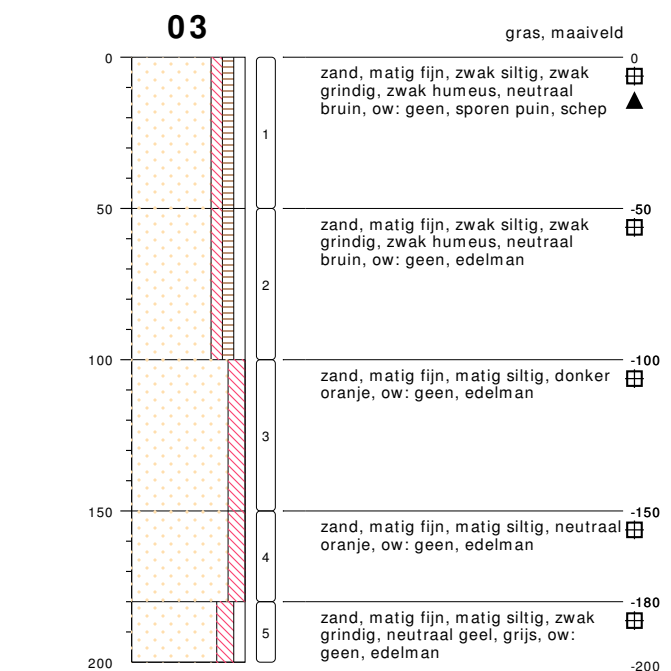 03
gras, maaiveld
0
0
zand, matig fijn, zwak siltig, zwak
grindig, zwak humeus, neutraal
bruin, ow: geen, sporen puin, schep
1
50
-50
zand, matig fijn, zwak siltig, zwak
grindig, zwak humeus, neutraal
bruin, ow: geen, edelman
2
100
-100
zand, matig fijn, matig siltig, donker
oranje, ow: geen, edelman
3
150
-150
zand, matig fijn, matig siltig, neutraal
oranje, ow: geen, edelman
4
-180
zand, matig fijn, matig siltig, zwak
grindig, neutraal geel, grijs, ow:
geen, edelman
5
200
-200